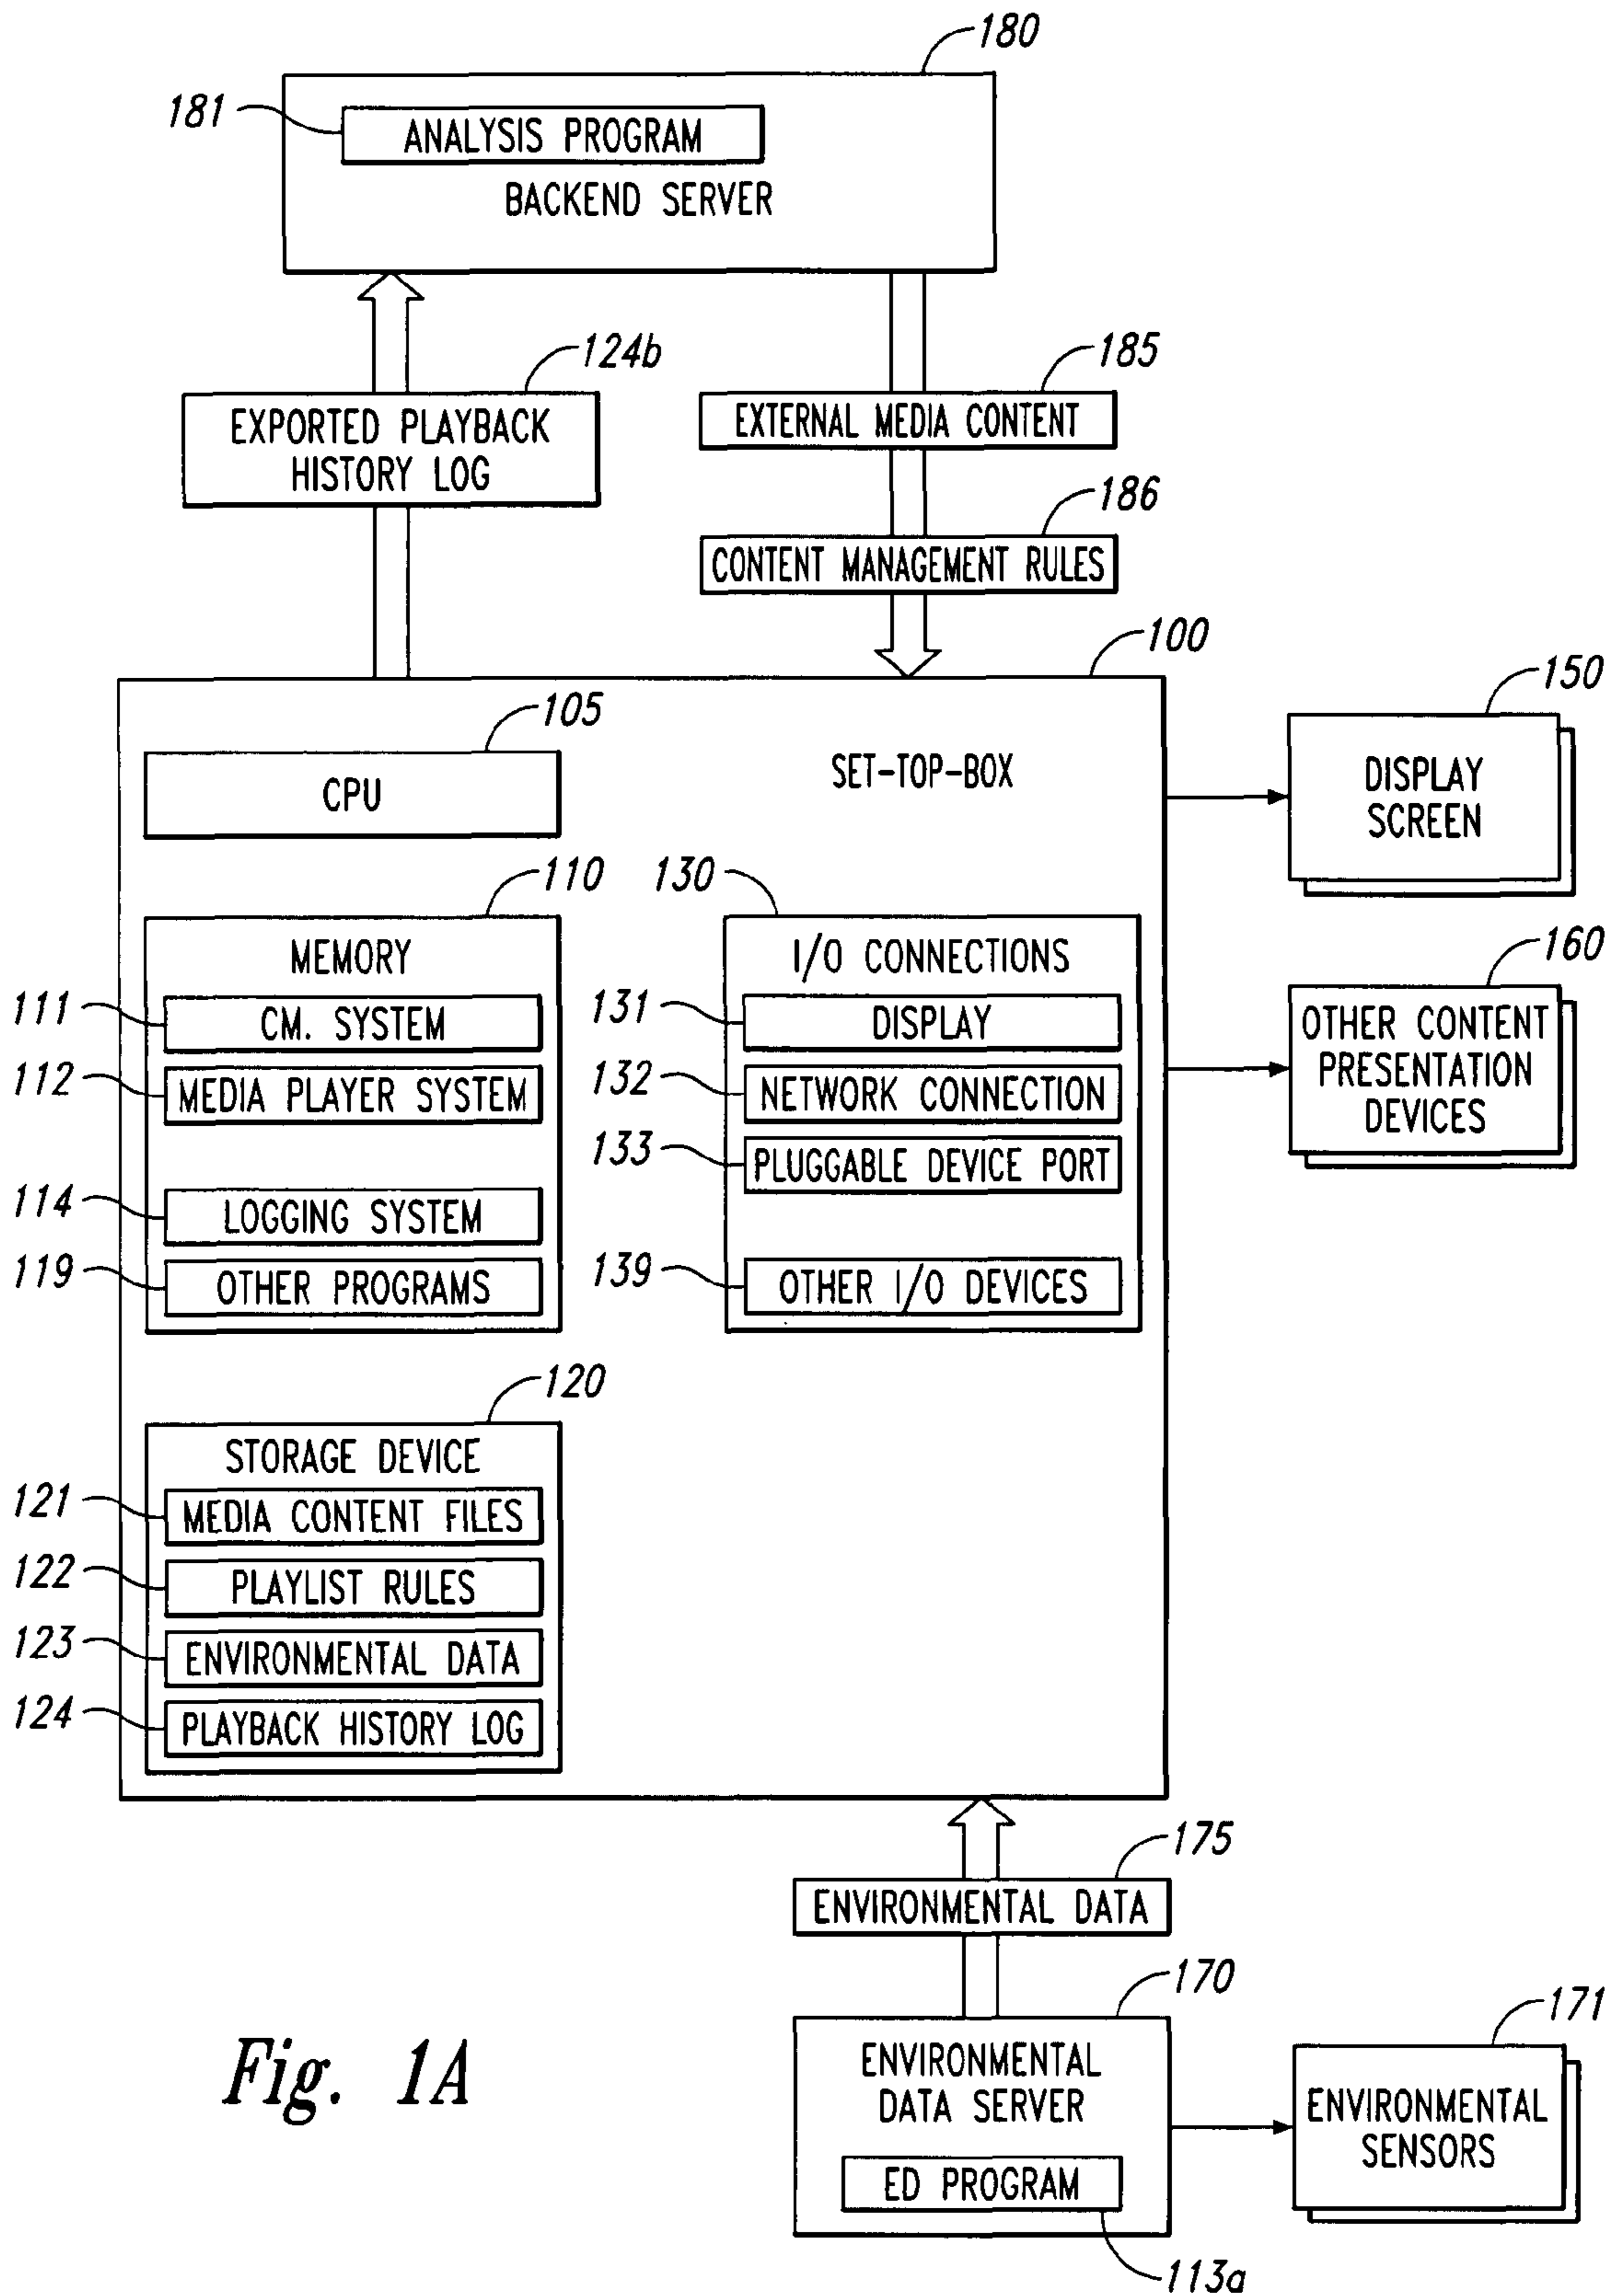 180
181
ANALYSIS PROGRAM
BACKEND SERVER
124b
185
EXPORTED PLAYBACK
HISTORY LOG
EXTERNAL MEDIA CONTENT
186
CONTENT MANAGEMENT RULES
100
150
105
CPU
SET-TOP-BOX
DISPLAY
SCREEN
110
130
160
MEMORY
I/O CONNECTIONS
111
CM. SYSTEM
131
DISPLAY
OTHER CONTENT
PRESENTATION
DEVICES
112
MEDIA PLAYER SYSTEM
132
NETWORK CONNECTION
133
PLUGGABLE DEVICE PORT
114
LOGGING SYSTEM
119
OTHER PROGRAMS
139
OTHER I/O DEVICES
120
STORAGE DEVICE
121
MEDIA CONTENT FILES
122
PLAYLIST RULES
123
ENVIRONMENTAL DATA
124
PLAYBACK HISTORY LOG
175
ENVIRONMENTAL DATA
170
171
ENVIRONMENTAL
DATA SERVER
ENVIRONMENTAL
SENSORS
ED PROGRAM
113a
Fig. 1A